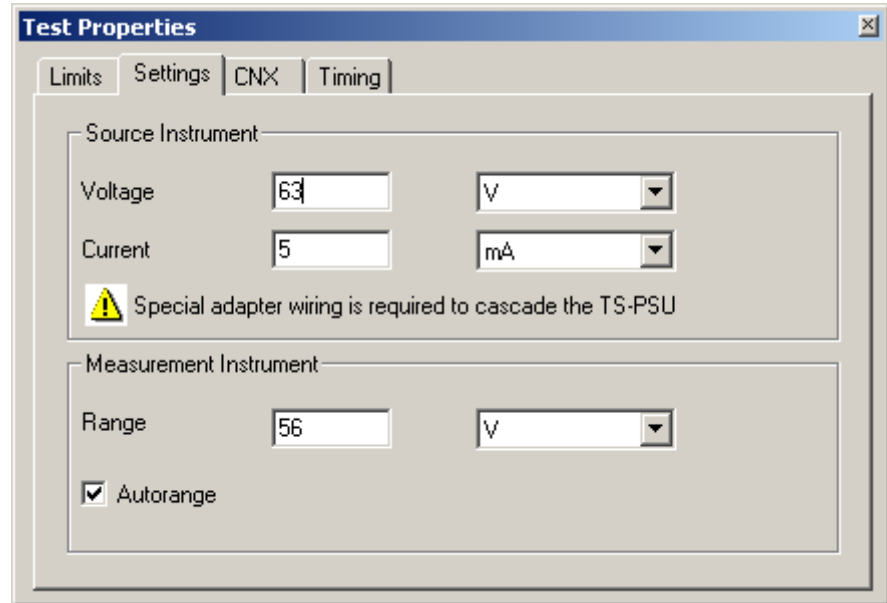 Test Properties
Limits Settings CNX Timing
Source Instrument
Voltage 63 V
Current 5 mA
Special adapter wiring is required to cascade the TS-PSU
Measurement Instrument
Range 56 V
Autorange